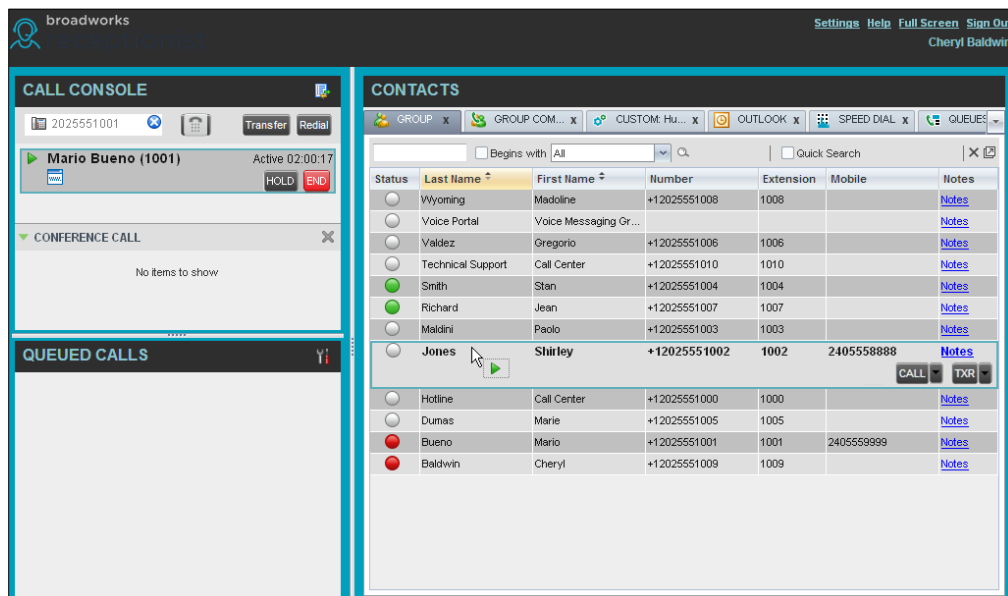 broadworks
Settings Help Full Screen Sign Out
Cheryl Baldwin
CALL CONSOLE
2025551001 Transfer Redial
Mario Bueno (1001) Active 02:00:17
HOLD END
CONFERENCE CALL
No items to show
QUEUED CALLS
CONTACTS
GROUP X GROUP COM... X CUSTOM: Hu... X OUTLOOK X SPEED DIAL X QUEUES
Begins with All Quick Search
Status Last Name First Name Number Extension Mobile Notes
Wyoming Madoline +12025551008 1008 Notes
Voice Portal Voice Messaging Gr... Notes
Valdez Gregorio +12025551006 1006 Notes
Technical Support Call Center +12025551010 1010 Notes
Smith Stan +12025551004 1004 Notes
Richard Jean +12025551007 1007 Notes
Maldini Paolo +12025551003 1003 Notes
Jones Shirley +12025551002 1002 2405558888 Notes
CALL TXR
Hotline Call Center +12025551000 1000 Notes
Dumas Marie +12025551005 1005 Notes
Bueno Mario +12025551001 1001 2405559999 Notes
Baldwin Cheryl +12025551009 1009 Notes